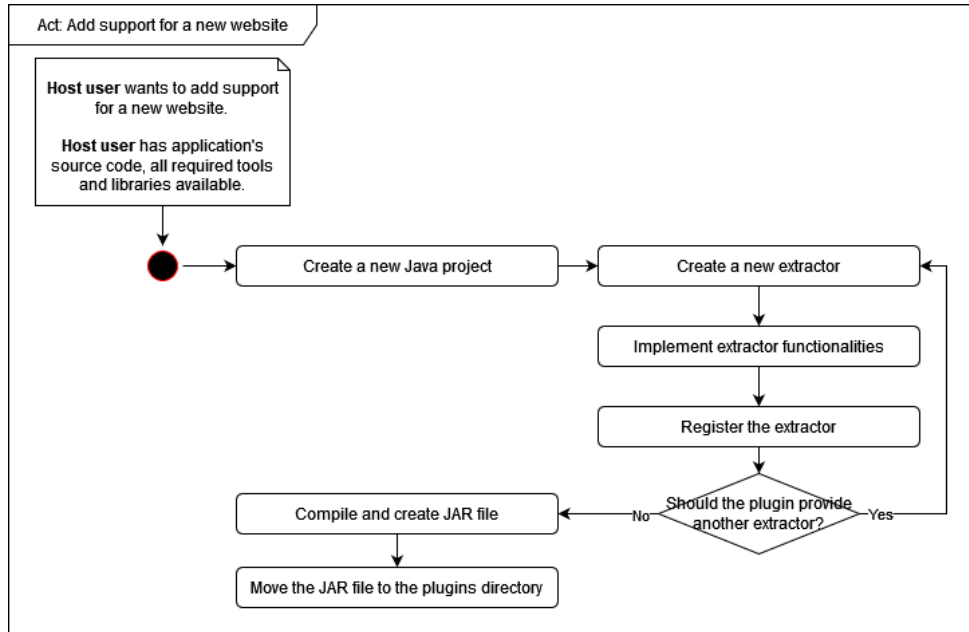 Act: Add support for a new website
Host user wants to add support
for a new website.
Host user has application's
source code, all required tools
and libraries available.
Create a new Java project
Create a new extractor
Implement extractor functionalities
Register the extractor
Should the plugin provide
another extractor?
Yes
No
Compile and create JAR file
Move the JAR file to the plugins directory